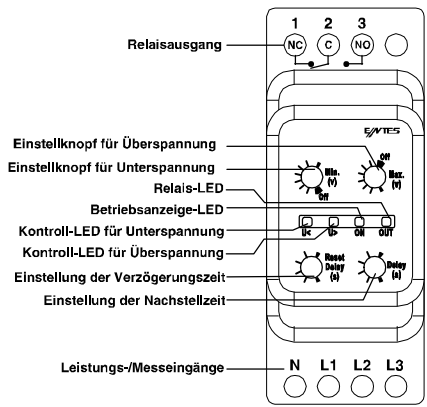 1 2 3
Relaisausgang
NC C NO
ENTES
Einstellknopf für Überspannung
Off
Einstellknopf für Unterspannung
Min.
(V)
Max.
(V)
Off
Relais-LED
Betriebsanzeige-LED
Kontroll-LED für Unterspannung
U< U> ON OUT
Kontroll-LED für Überspannung
Einstellung der Verzögerungszeit
Reset
Delay
(s)
Delay
(s)
Einstellung der Nachstellzeit
Leistungs-/Messeingänge
N L1 L2 L3